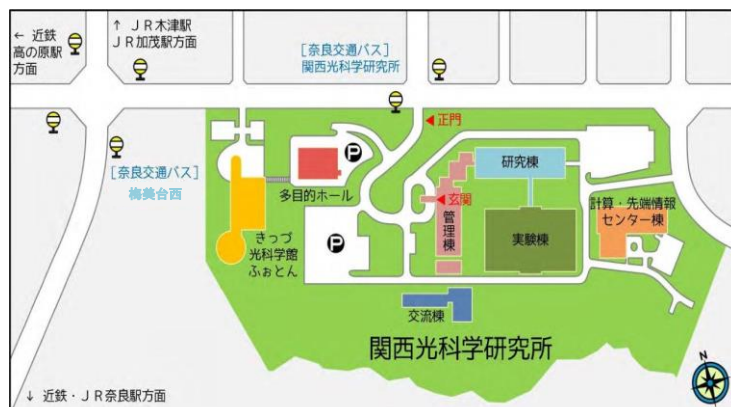 ← 近鉄
高の原駅
方面
↑ JR木津駅
JR加茂駅方面
[奈良交通バス]
関西光科学研究所
正門
[奈良交通バス]
梅美台西
P
多目的ホール
研究棟
玄関
管理棟
計算・先端情報
センター棟
きっづ
光科学館
ふぉとん
P
実験棟
交流棟
関西光科学研究所
↓ 近鉄・JR奈良駅方面
N